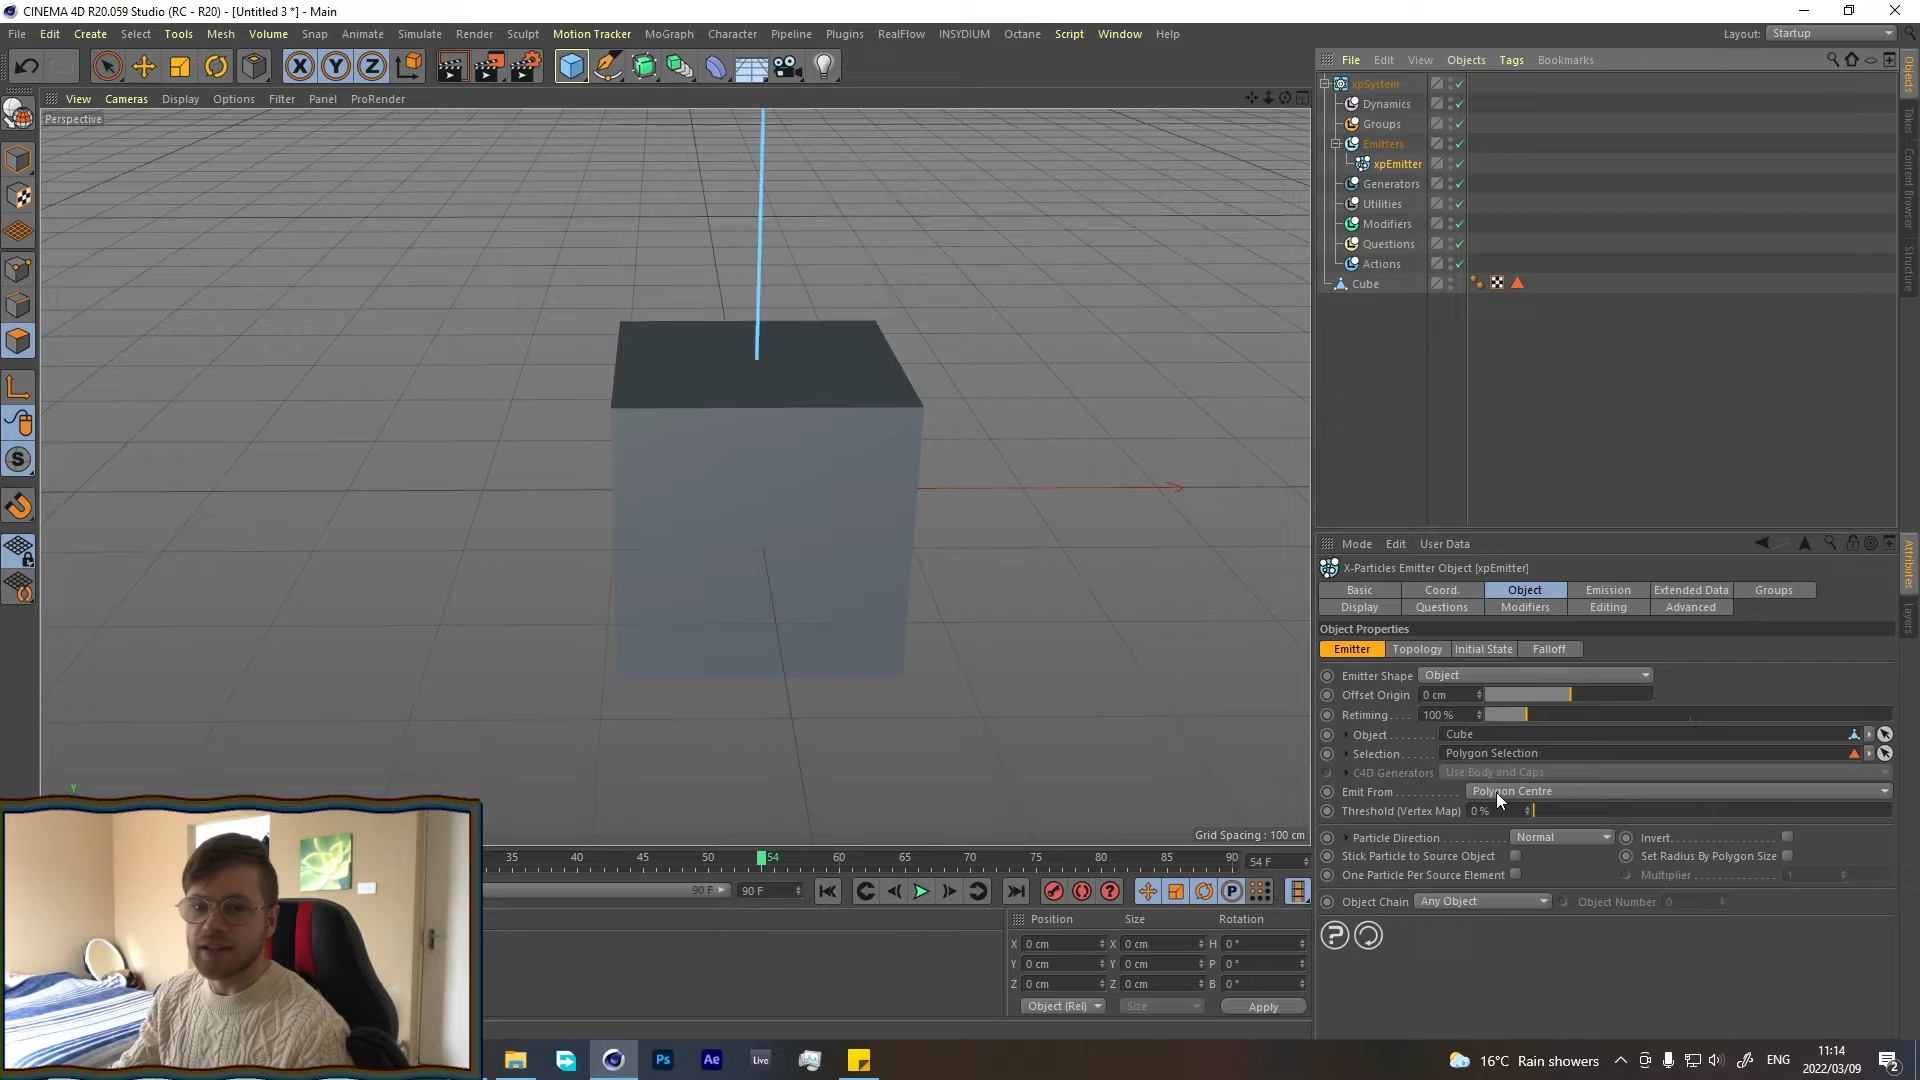 CINEMA 4D R20.059 Studio (RC - R20) - [Untitled 3 *] - Main
File Edit Create Select Tools Mesh Volume Snap Animate Simulate Render Sculpt Motion Tracker MoGraph Character Pipeline Plugins RealFlow INSYDIUM Octane Script Window Help Layout: Startup
View Cameras Display Options Filter Panel ProRender
Perspective
Grid Spacing : 100 cm
35 40 45 50 54 60 65 70 75 80 85 90 54 F
90 F 90 F
Position Size Rotation
X 0 cm X 0 cm H 0 °
Y 0 cm Y 0 cm P 0 °
Z 0 cm Z 0 cm B 0 °
Object (Rel) Size Apply
File Edit View Objects Tags Bookmarks
xpSystem
Dynamics
Groups
Emitters
xpEmitter
Generators
Utilities
Modifiers
Questions
Actions
Cube
Objects
Takes
Content Browser
Structure
Attributes
Layers
Mode Edit User Data
X-Particles Emitter Object [xpEmitter]
Basic Coord. Object Emission Extended Data Groups
Display Questions Modifiers Editing Advanced
Object Properties
Emitter Topology Initial State Falloff
Emitter Shape Object
Offset Origin 0 cm
Retiming. . . . 100 %
Object . . . . . . . . Cube
Selection. . . . . . . Polygon Selection
C4D Generators Use Body and Caps
Emit From . . . . . . . . . . Polygon Centre
Threshold (Vertex Map) 0 %
Particle Direction . . . . . . . . Normal Invert. . . . . . . . . . . . . . . .
Stick Particle to Source Object Set Radius By Polygon Size
One Particle Per Source Element Multiplier . . . . . . . . . . . . . 1
Object Chain Any Object Object Number 0
Y
Ps Ae Live
16°C Rain showers ENG 11:14
2022/03/09
2